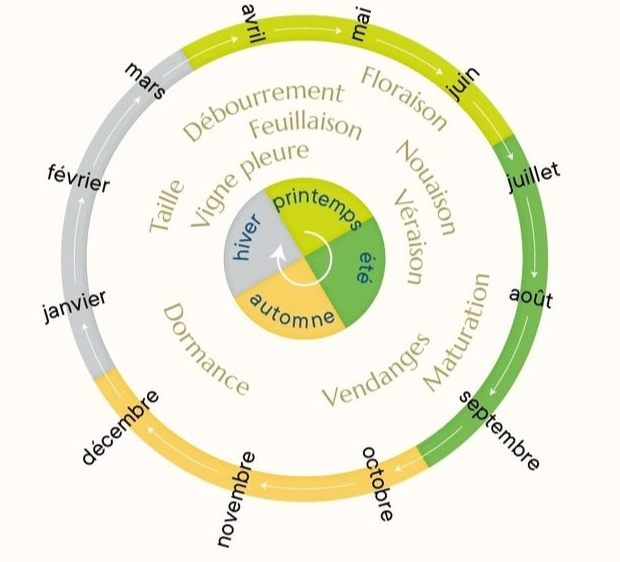 avril
mai
juin
juillet
août
septembre
octobre
novembre
décembre
janvier
février
mars
Débourrement
Feuillaison
Vigne pleure
Floraison
Nouaison
Véraison
Maturation
Vendanges
Dormance
Taille
printemps
été
automne
hiver